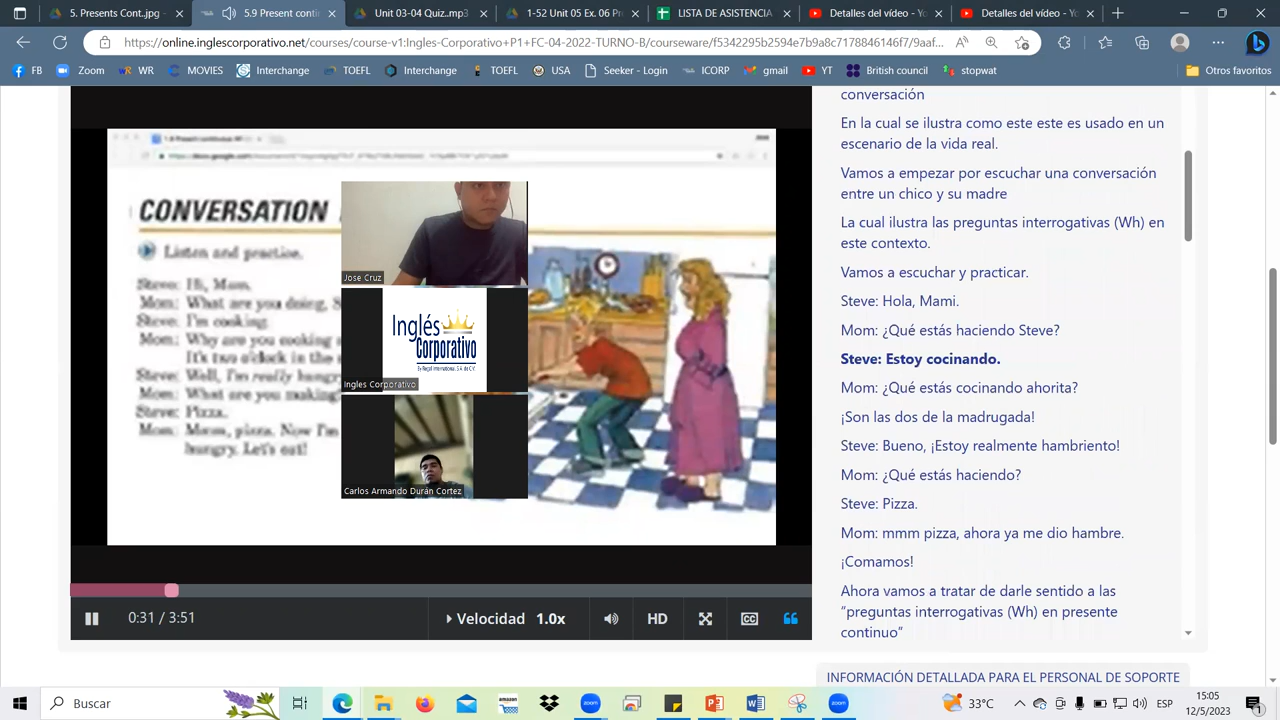 5 Present Cont.jpg
5.9 Present conti
Unit 03-04 Quiz.mp3
1-52 Unit 05 Ex. 06 Pr
LISTA DE ASISTENCIA
Detalles del vídeo - Yo
Detalles del vídeo - Yo
https://online.inglescorporativo.net/courses/course-v1:Ingles-Corporativo+P1+FC-04-2022-TURNO-B/courseware/f5342295b2594e7b9a8c7178846146f7/9aaf...
FB
Zoom
WR
MOVIES
Interchange
TOEFL
Interchange
TOEFL
USA
Seeker - Login
ICORP
gmail
YT
British council
stopwat
Otros favoritos
CONVERSATION
Listen and practice.
Steve: Hi, Mom.
Mom: What are you doing, S
Steve: I'm cooking.
Mom: Why are you cooking
It's two o'clock in the
Steve: Well, I'm really hungr
Mom: What are you making
Steve: Pizza.
Mom: Mmm, pizza. Now I'm
hungry. Let's eat!
Jose Cruz
Inglés
Corporativo
By Regall International, S.A. de C.V.
Ingles Corporativo
Carlos Armando Durán Cortez
conversación
En la cual se ilustra como este este es usado en un
escenario de la vida real.
Vamos a empezar por escuchar una conversación
entre un chico y su madre
La cual ilustra las preguntas interrogativas (Wh) en
este contexto.
Vamos a escuchar y practicar.
Steve: Hola, Mami.
Mom: ¿Qué estás haciendo Steve?
Steve: Estoy cocinando.
Mom: ¿Qué estás cocinando ahorita?
¡Son las dos de la madrugada!
Steve: Bueno, ¡Estoy realmente hambriento!
Mom: ¿Qué estás haciendo?
Steve: Pizza.
Mom: mmm pizza, ahora ya me dio hambre.
¡Comamos!
Ahora vamos a tratar de darle sentido a las
“preguntas interrogativas (Wh) en presente
continuo”
0:31 / 3:51
Velocidad 1.0x
HD
CC
INFORMACIÓN DETALLADA PARA EL PERSONAL DE SOPORTE
Buscar
33°C
ESP
15:05
12/5/2023